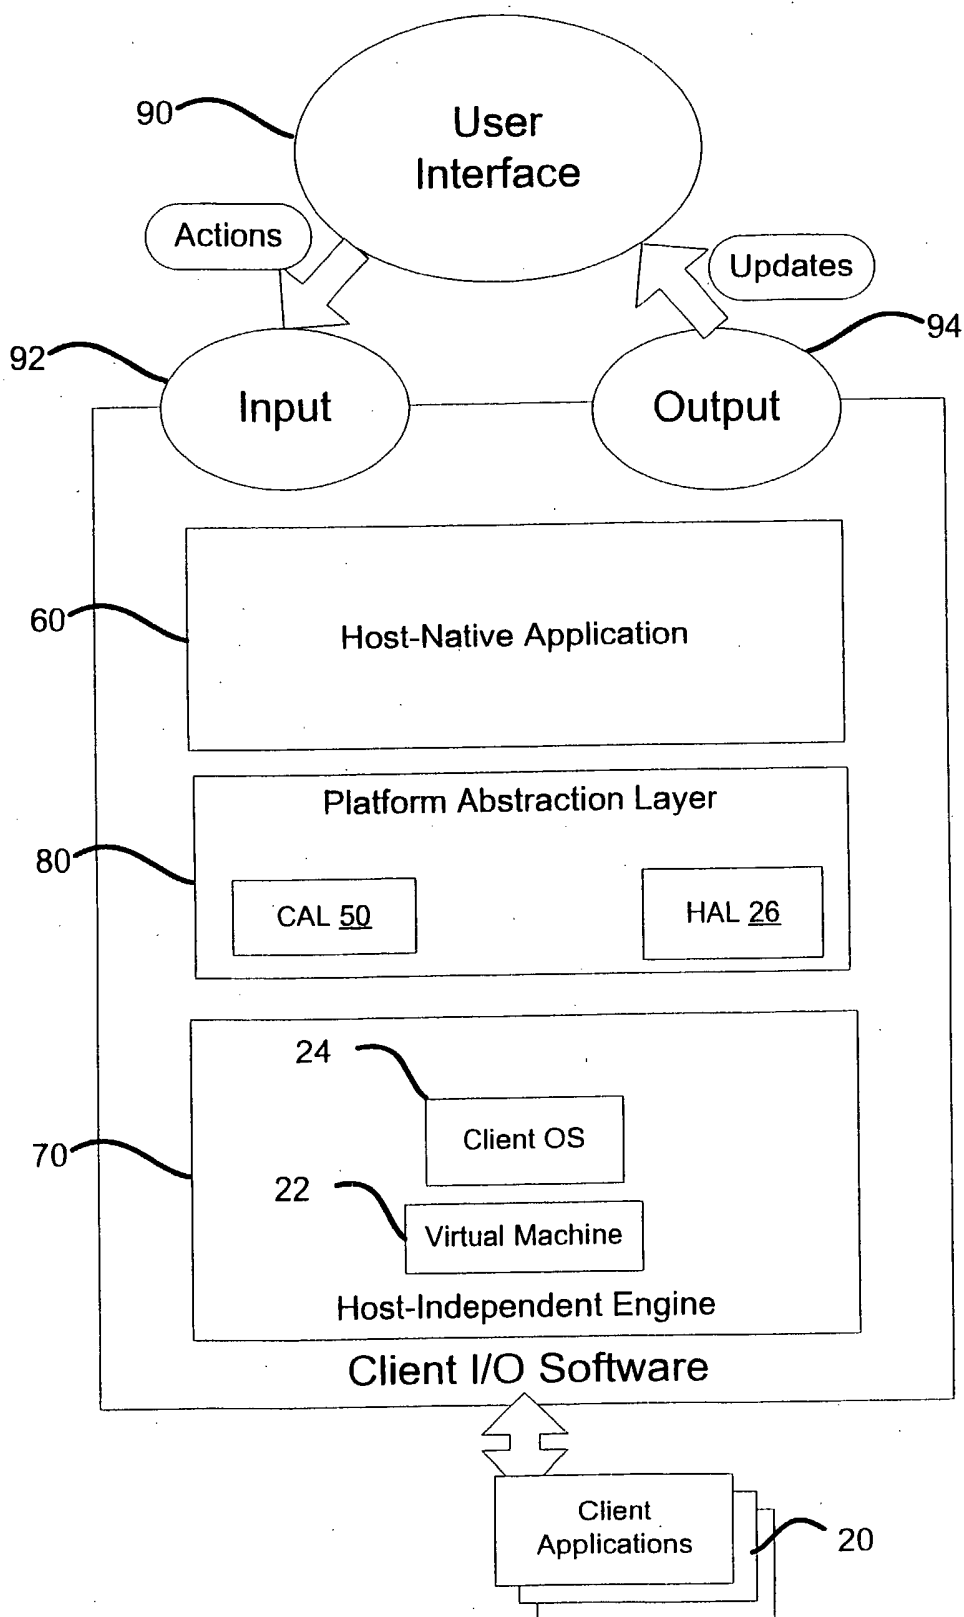 90
User
Interface
Actions
Updates
92
94
Input
Output
60
Host-Native Application
Platform Abstraction Layer
80
CAL 50
HAL 26
24
Client OS
70
22
Virtual Machine
Host-Independent Engine
Client I/O Software
Client
Applications
20